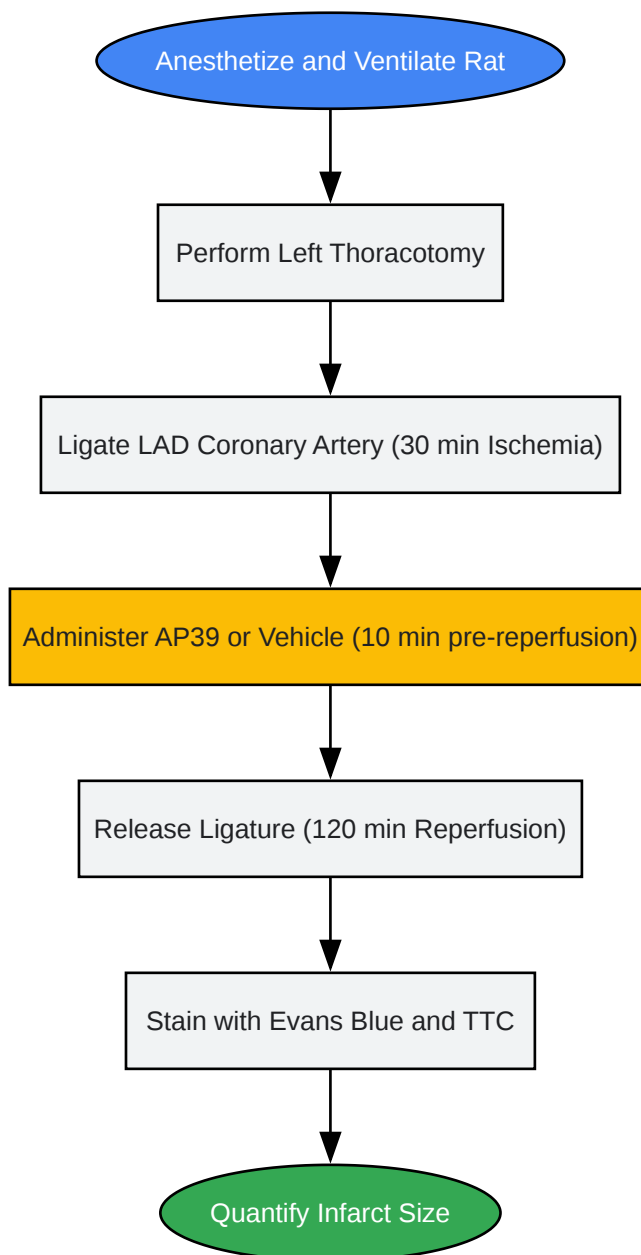 Anesthetize and Ventilate Rat
Perform Left Thoracotomy
Ligate LAD Coronary Artery (30 min Ischemia)
Administer AP39 or Vehicle (10 min pre-reperfusion)
Release Ligature (120 min Reperfusion)
Stain with Evans Blue and TTC
Quantify Infarct Size